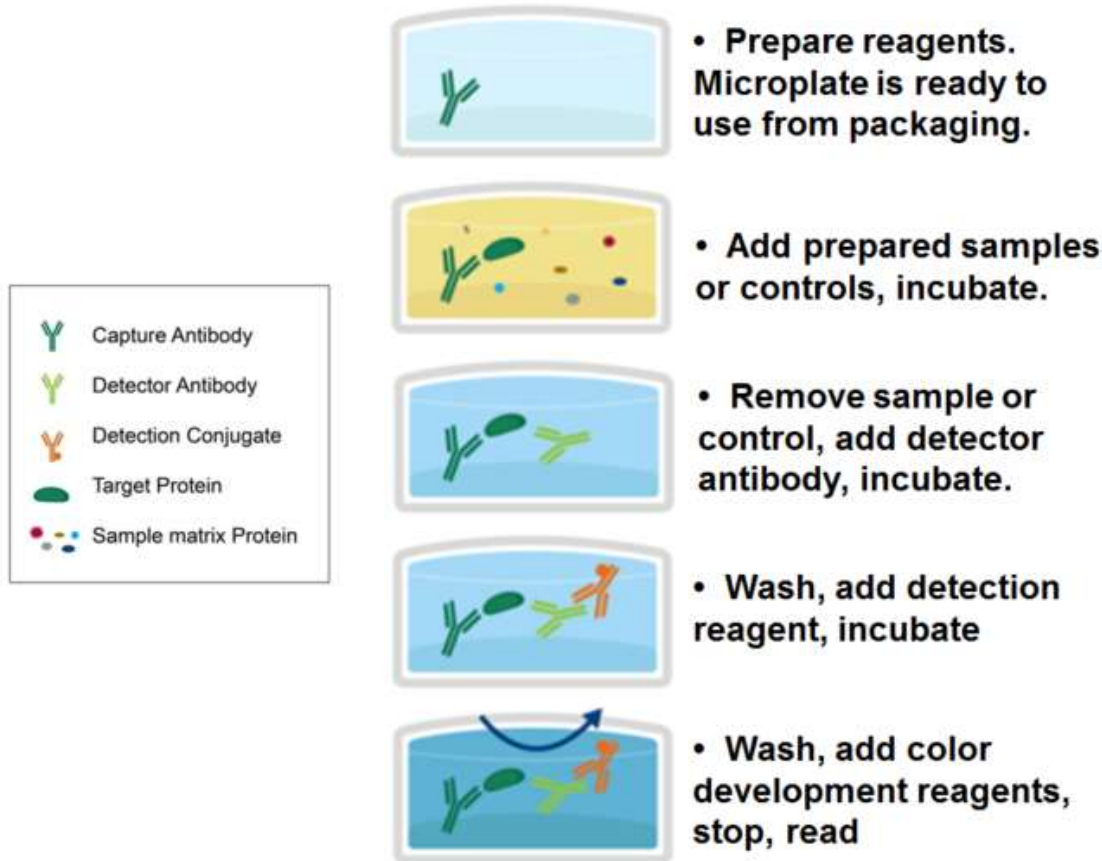 • Prepare reagents.
Microplate is ready to
use from packaging.
• Add prepared samples
or controls, incubate.
Capture Antibody
Detector Antibody
Detection Conjugate
Target Protein
Sample matrix Protein
• Remove sample or
control, add detector
antibody, incubate.
• Wash, add detection
reagent, incubate
• Wash, add color
development reagents,
stop, read